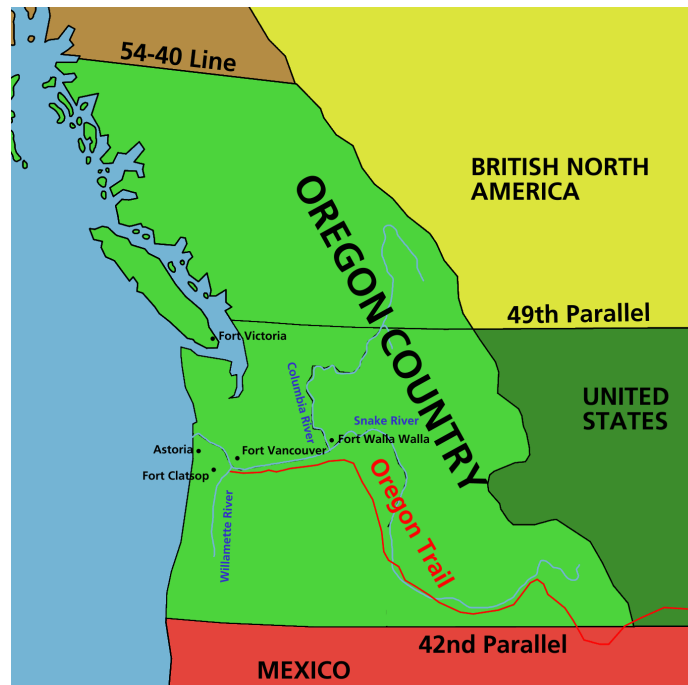 54-40 Line
BRITISH NORTH
AMERICA
OREGON COUNTRY
49th Parallel
Fort Victoria
UNITED
STATES
Columbia River
Snake River
Fort Walla Walla
Astoria
Fort Vancouver
Fort Clatsop
Oregon Trail
Willamette River
42nd Parallel
MEXICO